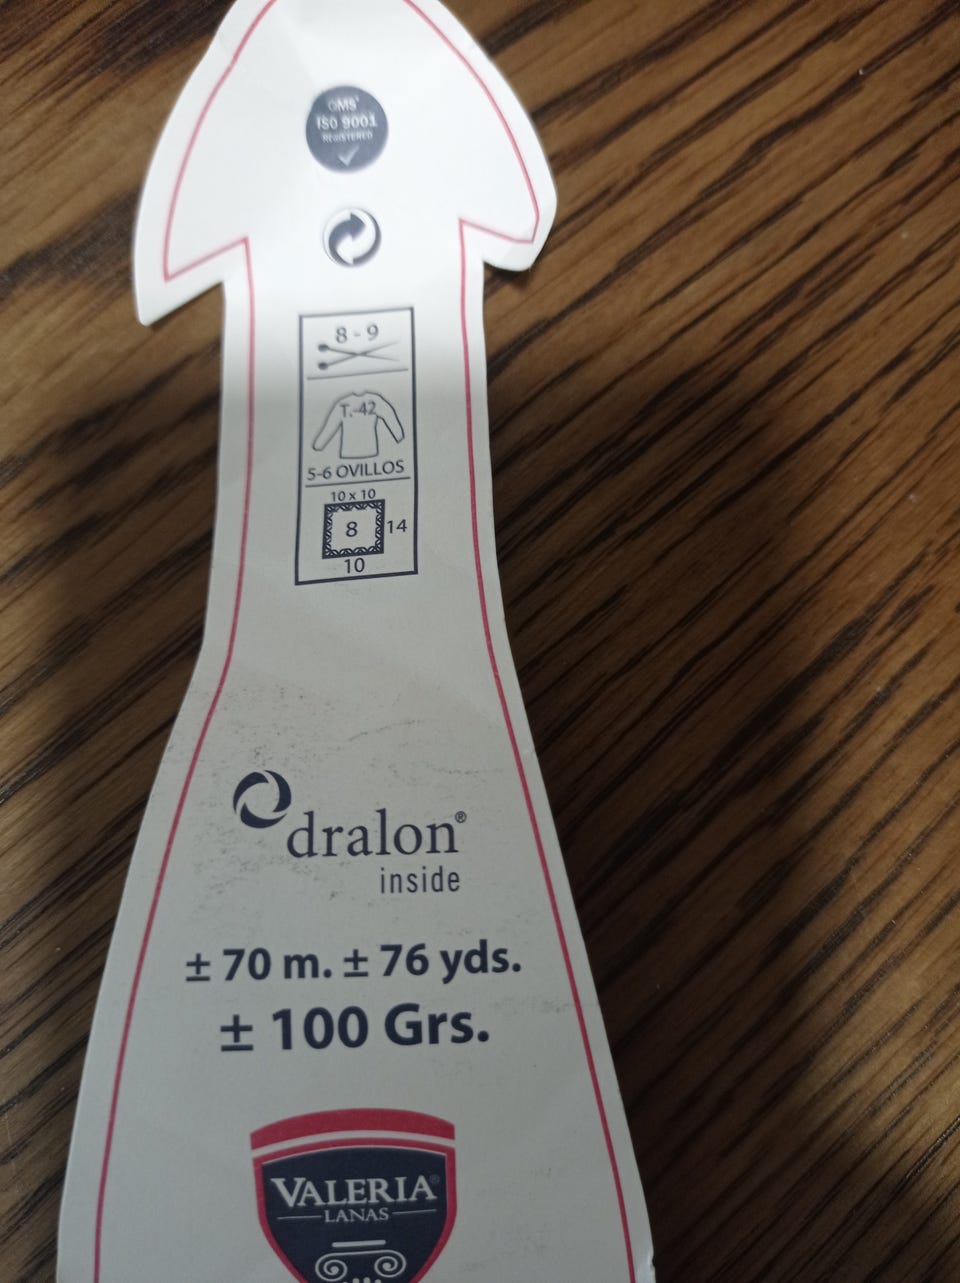 QMS
ISO 9001
REGISTERED
8 - 9
T.-42
5-6 OVILLOS
10 x 10
8 14
10
dralon®
inside
± 70 m. ± 76 yds.
± 100 Grs.
VALERIA®
LANAS